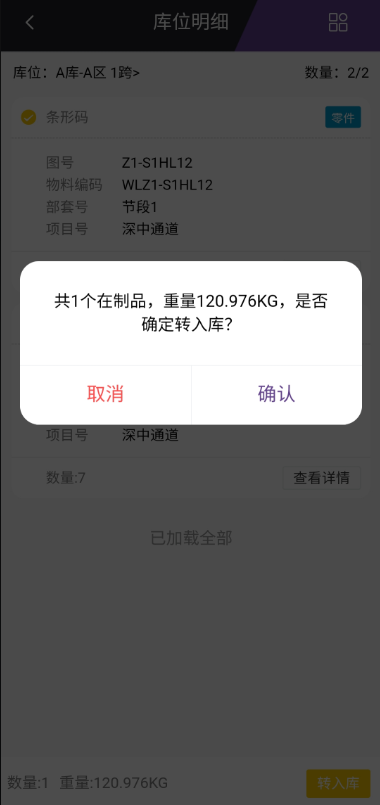 库位明细
库位：A库-A区 1跨> 数量：2/2
条形码 零件
图号 Z1-S1HL12
物料编码 WLZ1-S1HL12
部套号 节段1
项目号 深中通道
共1个在制品，重量120.976KG，是否
确定转入库？
取消 确认
项目号 深中通道
数量:7 查看详情
已加载全部
数量:1 重量:120.976KG 转入库